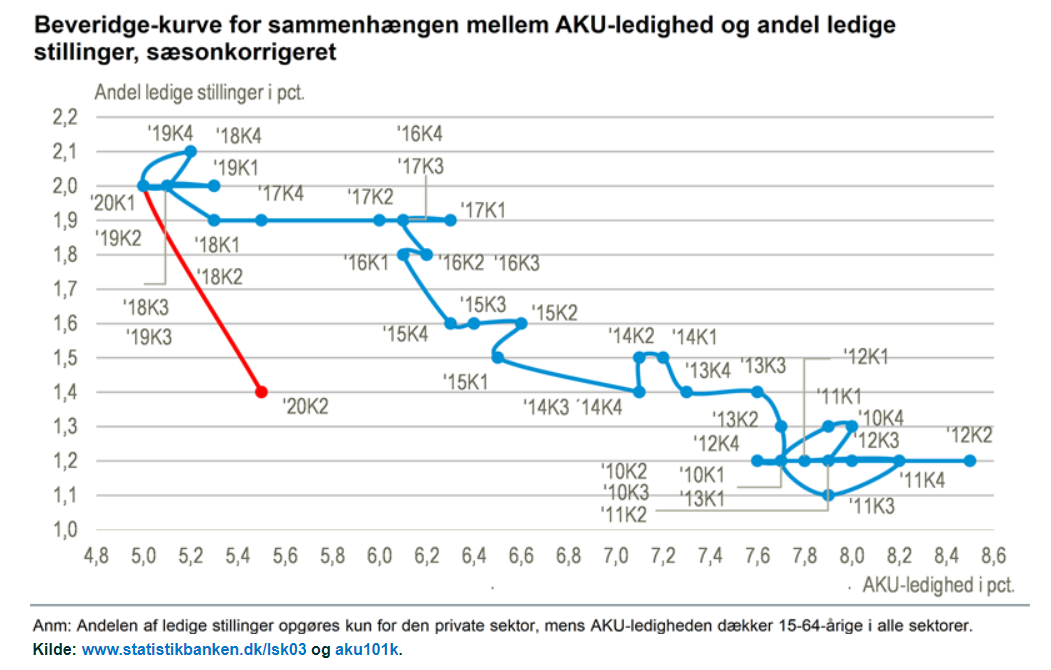 Beveridge-kurve for sammenhængen mellem AKU-ledighed og andel ledige
stillinger, sæsonkorrigeret
Andel ledige stillinger i pct.
2,2
'19K4 '18K4 '16K4
2,1
'19K1 '17K3
2,0
'20K1 '17K4 '17K2 '17K1
1,9
'19K2 '18K1
1,8
'18K2 '16K1 '16K2 '16K3
1,7
'18K3 '15K3 '15K2
1,6
'19K3 '15K4 '14K2 '14K1
1,5
'15K1 '13K4 '13K3 '12K1
1,4
'20K2 '14K3 ´14K4 '11K1
1,3
'13K2 '10K4
'12K4 '12K3 '12K2
1,2
'10K2 '10K1 '11K4
'10K3 '13K1
1,1
'11K2 '11K3
1,0
4,8 5,0 5,2 5,4 5,6 5,8 6,0 6,2 6,4 6,6 6,8 7,0 7,2 7,4 7,6 7,8 8,0 8,2 8,4 8,6
AKU-ledighed i pct.
Anm: Andelen af ledige stillinger opgøres kun for den private sektor, mens AKU-ledigheden dækker 15-64-årige i alle sektorer.
Kilde: www.statistikbanken.dk/lsk03 og aku101k.